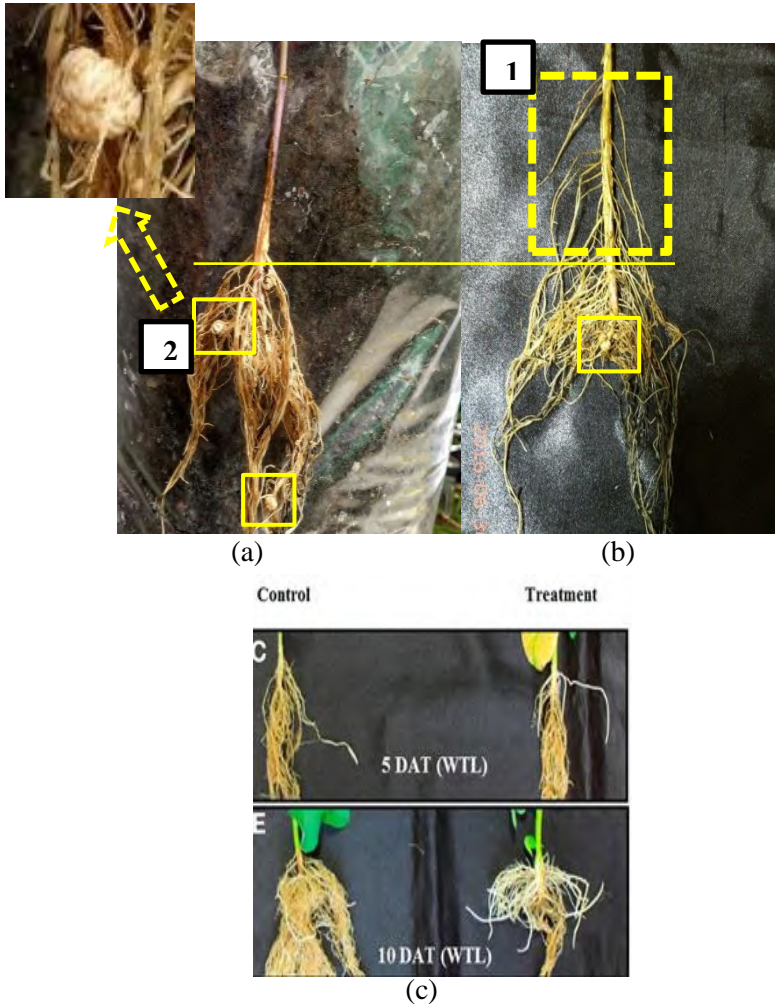 1
2
(a)
(b)
Control
Treatment
C
5 DAT (WTL)
E
10 DAT (WTL)
(c)